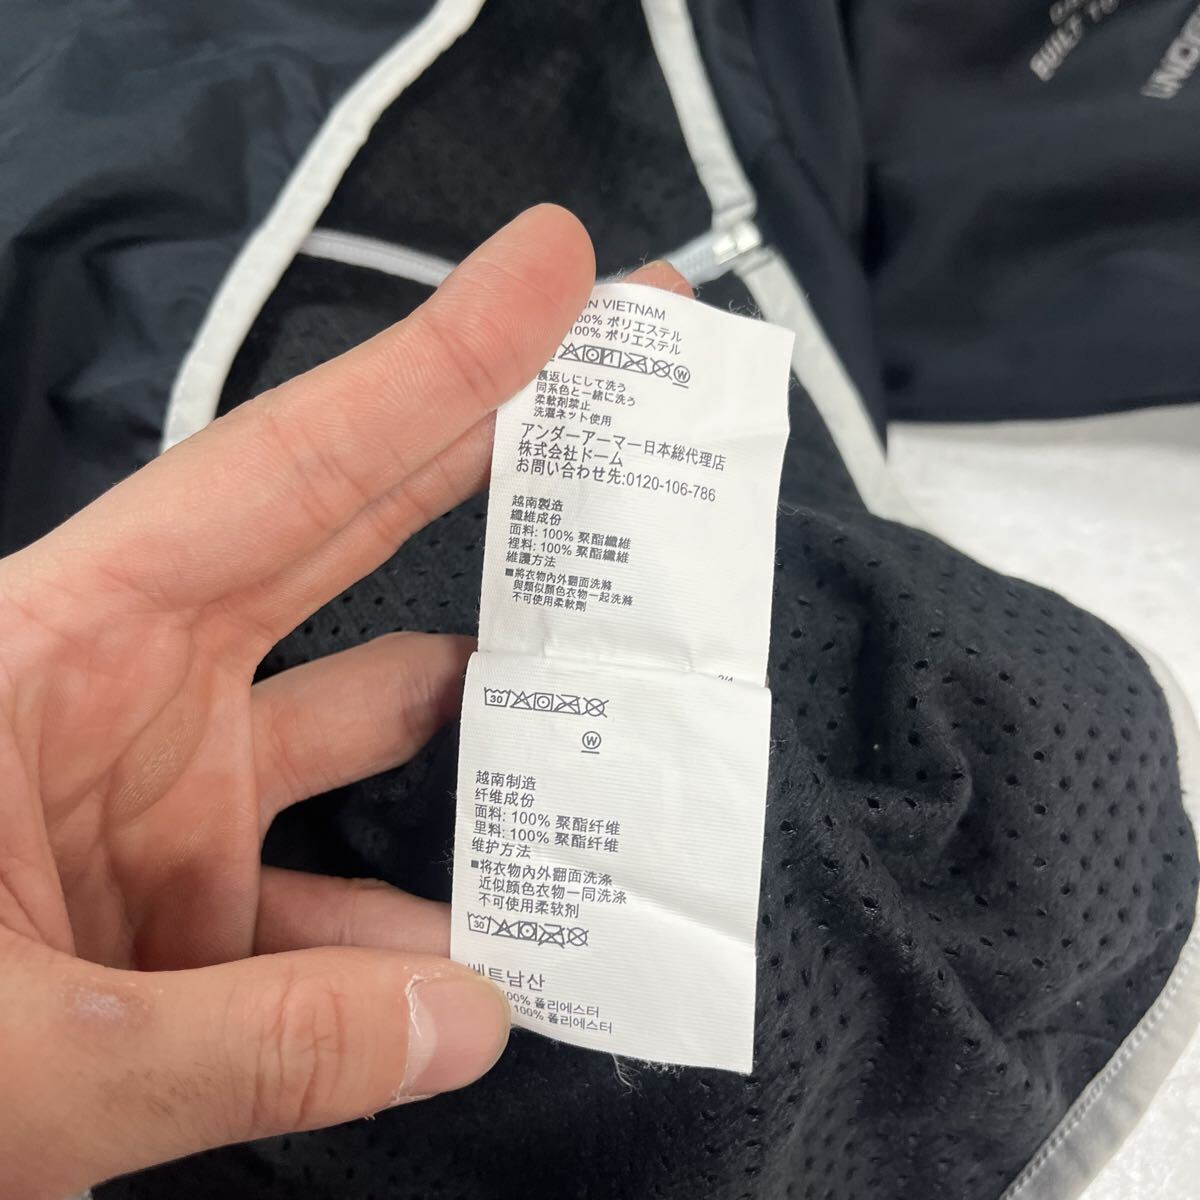 BUILT TO
IN VIETNAM
100% ポリエステル
100% ポリエステル
裏返しにして洗う
同系色と一緒に洗う
柔軟剤禁止
洗濯ネット使用
アンダーアーマー日本総代理店
株式会社ドーム
お問い合わせ先:0120-106-786
越南製造
纖維成份
面料: 100% 聚酯纖維
裡料: 100% 聚酯纖維
維護方法
■將衣物內外翻面洗滌
與類似顏色衣物一起洗滌
不可使用柔軟劑
2/4
30
W
越南制造
纤维成份
面料: 100% 聚酯纤维
里料: 100% 聚酯纤维
维护方法
■将衣物內外翻面洗涤
近似颜色衣物一同洗涤
不可使用柔软剂
30
베트남산
100% 폴리에스터
100% 폴리에스터